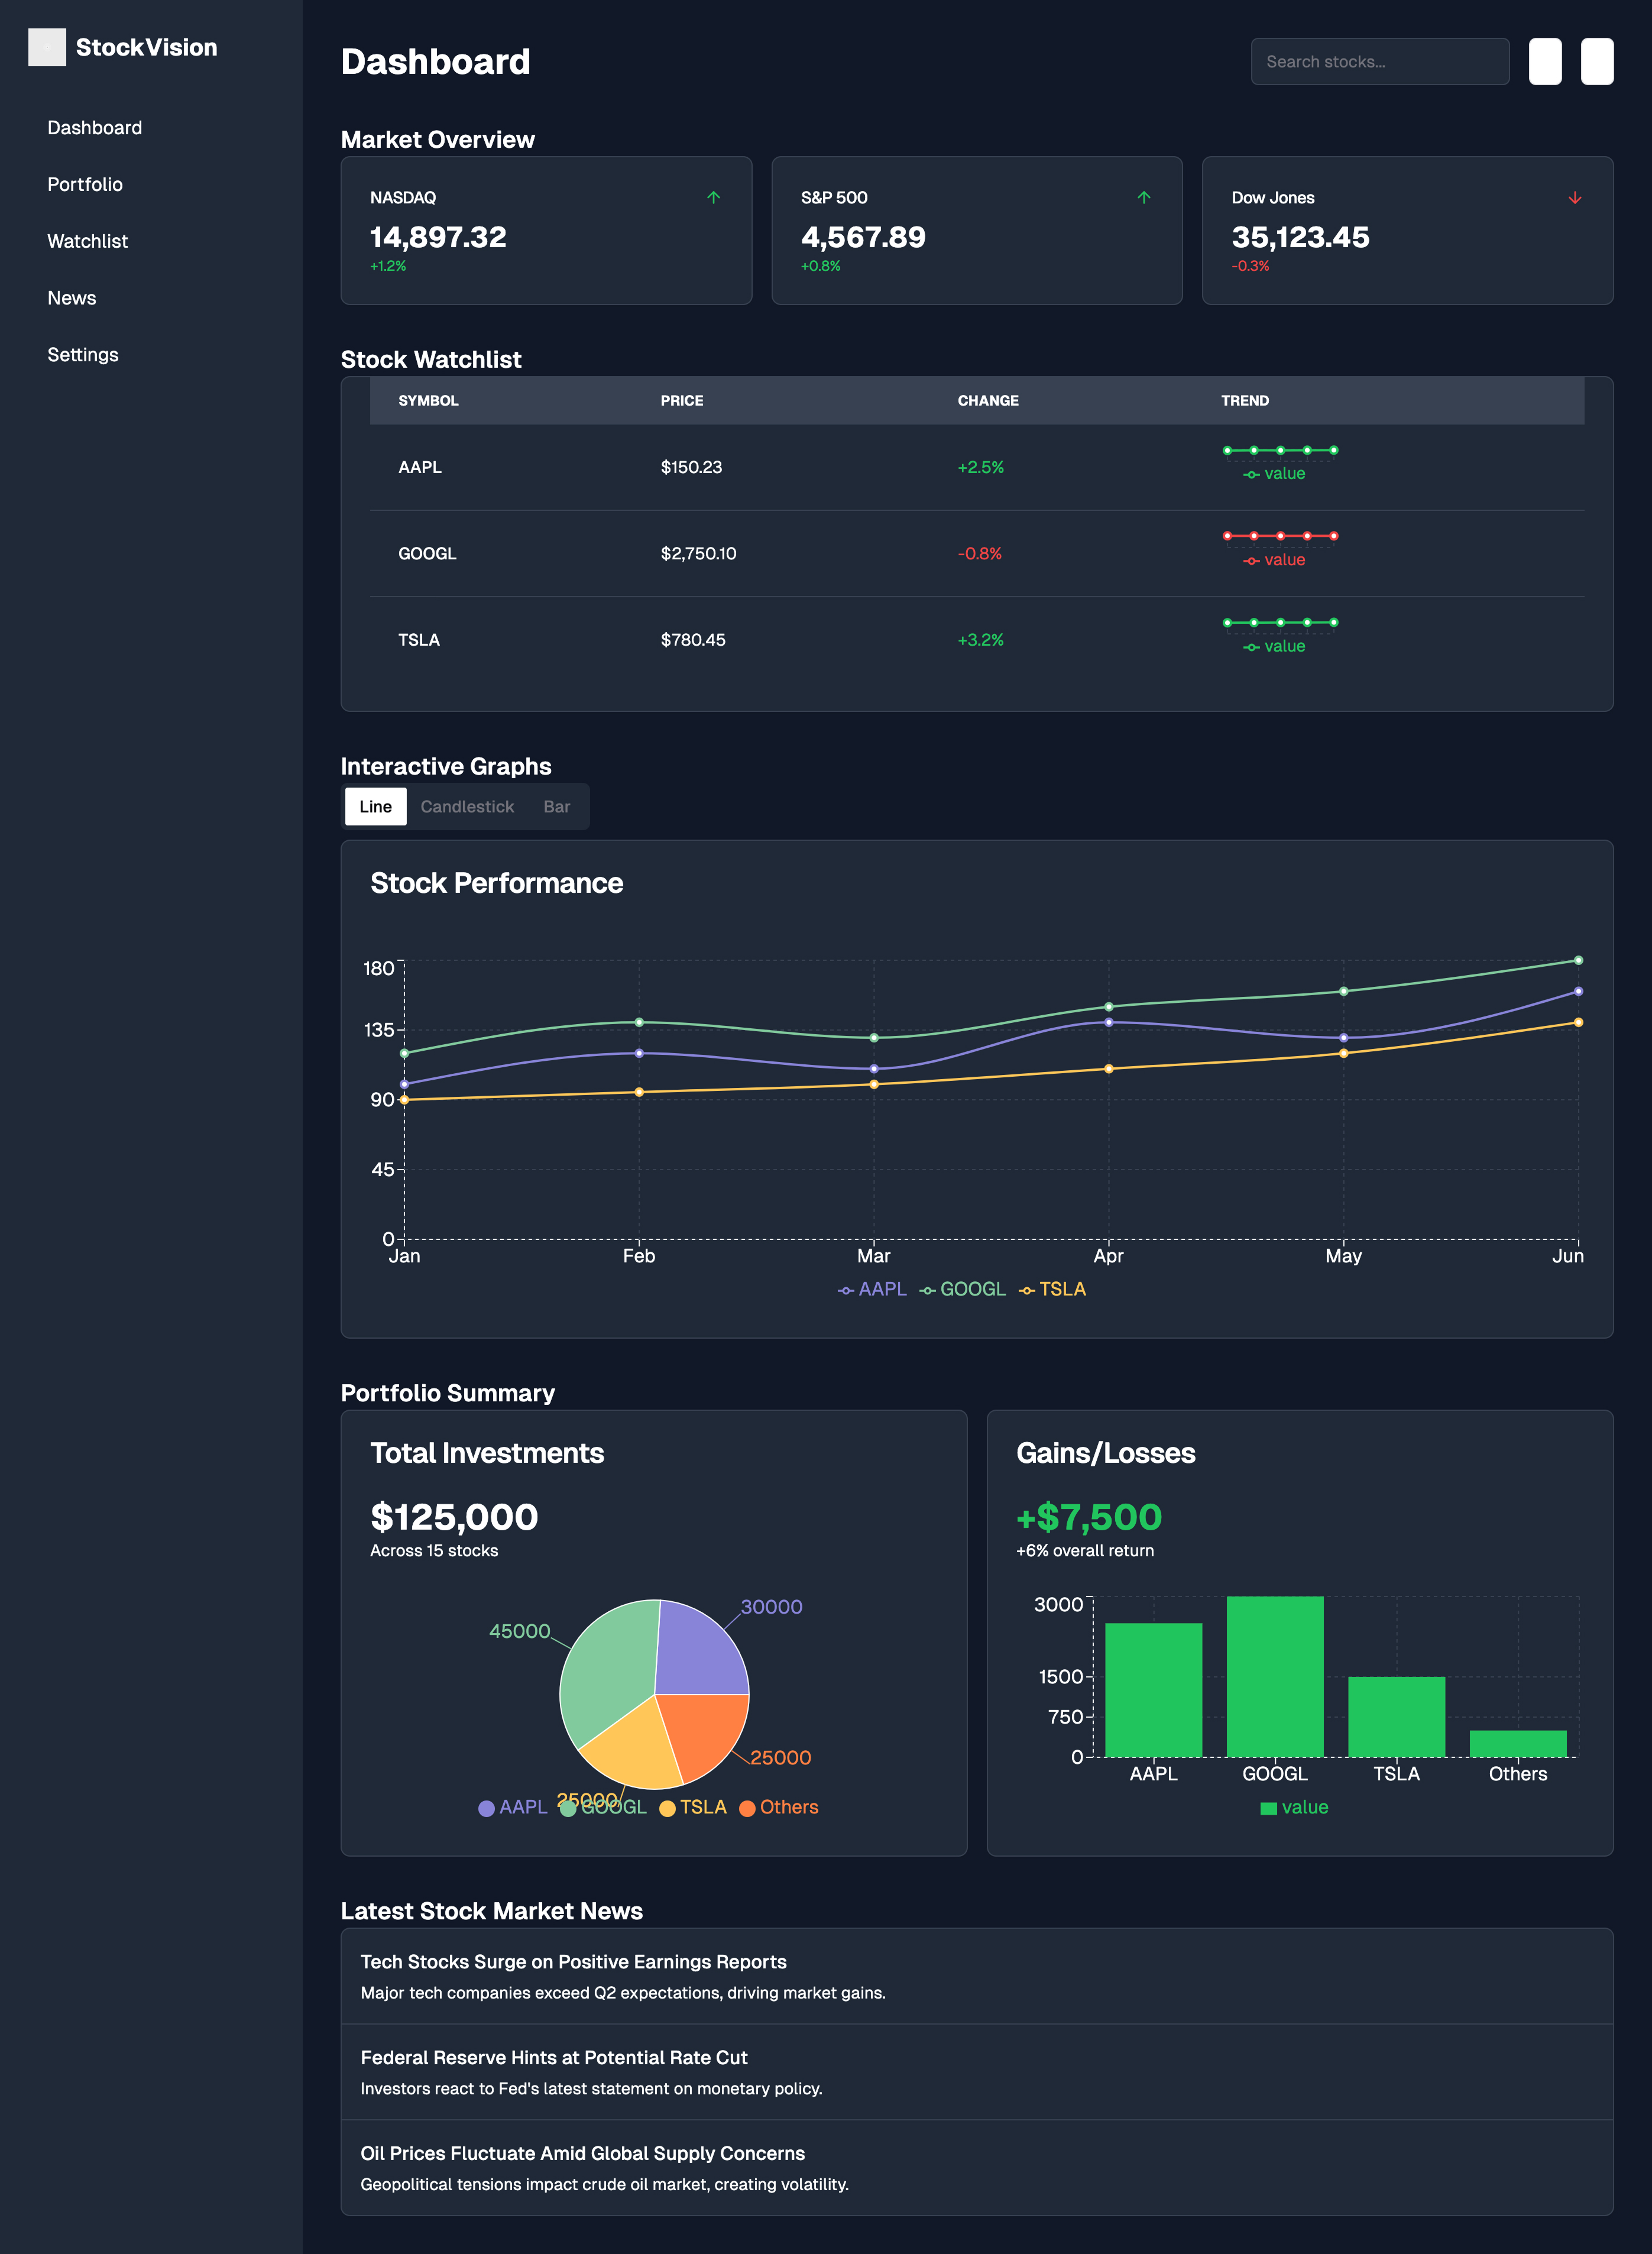 StockVision
Dashboard
Portfolio
Watchlist
News
Settings
Dashboard
Search stocks...
Market Overview
NASDAQ
14,897.32
+1.2%
S&P 500
4,567.89
+0.8%
Dow Jones
35,123.45
-0.3%
Stock Watchlist
SYMBOL PRICE CHANGE TREND
AAPL $150.23 +2.5%
value
GOOGL $2,750.10 -0.8%
value
TSLA $780.45 +3.2%
value
Interactive Graphs
Line Candlestick Bar
Stock Performance
180
135
90
45
0
Jan Feb Mar Apr May Jun
AAPL GOOGL TSLA
Portfolio Summary
Total Investments
$125,000
Across 15 stocks
30000
45000
25000
25000
AAPL GOOGL TSLA Others
Gains/Losses
+$7,500
+6% overall return
3000
1500
750
0
AAPL GOOGL TSLA Others
value
Latest Stock Market News
Tech Stocks Surge on Positive Earnings Reports
Major tech companies exceed Q2 expectations, driving market gains.
Federal Reserve Hints at Potential Rate Cut
Investors react to Fed's latest statement on monetary policy.
Oil Prices Fluctuate Amid Global Supply Concerns
Geopolitical tensions impact crude oil market, creating volatility.